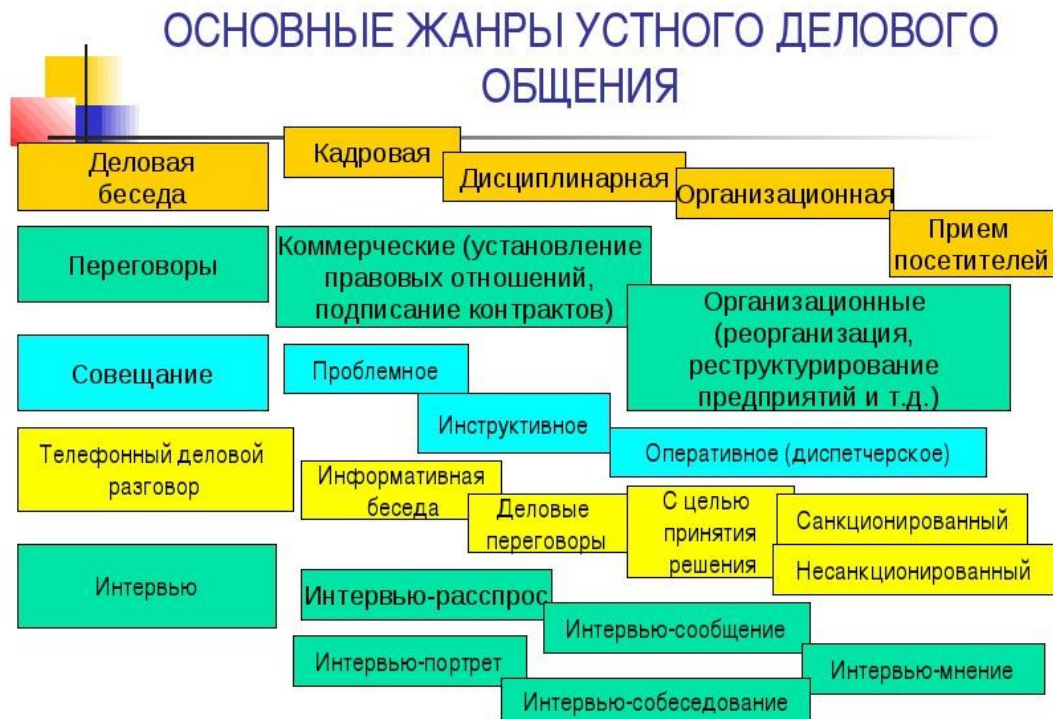 ОСНОВНЫЕ ЖАНРЫ УСТНОГО ДЕЛОВОГО
ОБЩЕНИЯ
Деловая
беседа
Кадровая
Дисциплинарная
Организационная
Прием
посетителей
Переговоры
Коммерческие (установление
правовых отношений,
подписание контрактов)
Организационные
(реорганизация,
реструктурирование
предприятий и т.д.)
Совещание
Проблемное
Инструктивное
Оперативное (диспетчерское)
Телефонный деловой
разговор
Информативная
беседа
Деловые
переговоры
С целью
принятия
решения
Санкционированный
Несанкционированный
Интервью
Интервью-расспрос
Интервью-сообщение
Интервью-портрет
Интервью-мнение
Интервью-собеседование